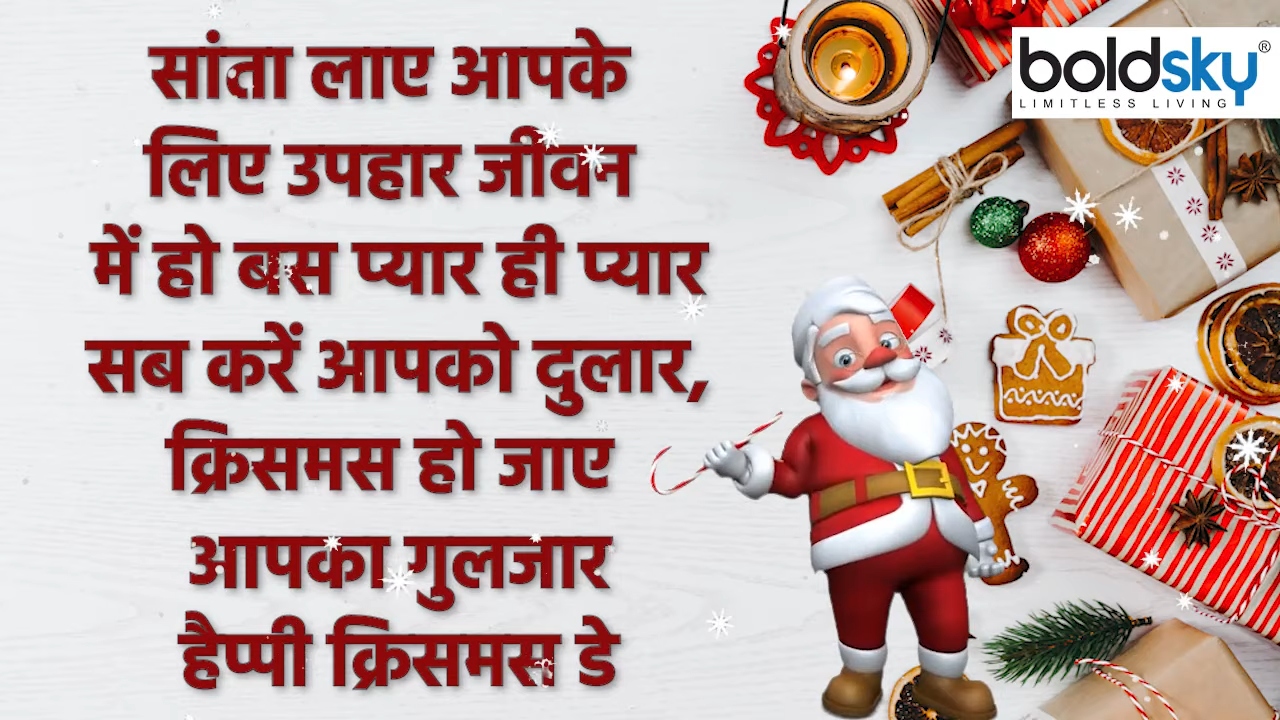 सांता लाए आपके
लिए उपहार जीवन
में हो बस प्यार ही प्यार
सब करें आपको दुलार,
क्रिसमस हो जाए
आपका गुलजार
हैप्पी क्रिसमस डे
boldsky®
LIMITLESS LIVING